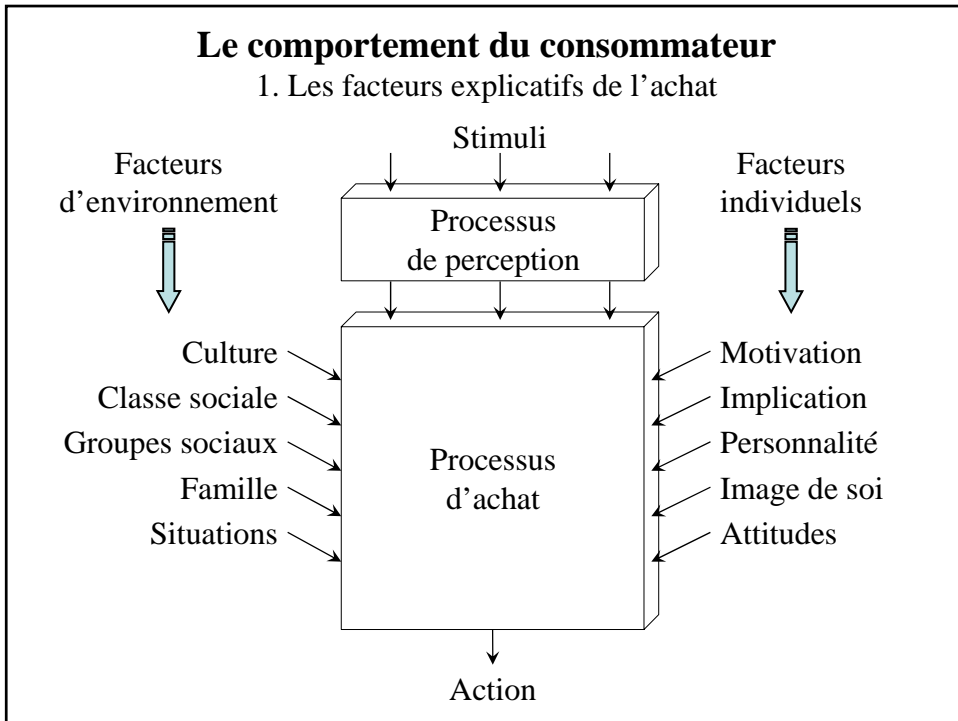 Le comportement du consommateur
1. Les facteurs explicatifs de l’achat
Stimuli
Facteurs
d’environnement
Facteurs
individuels
Processus
de perception
Culture
Classe sociale
Groupes sociaux
Famille
Situations
Processus
d’achat
Motivation
Implication
Personnalité
Image de soi
Attitudes
Action